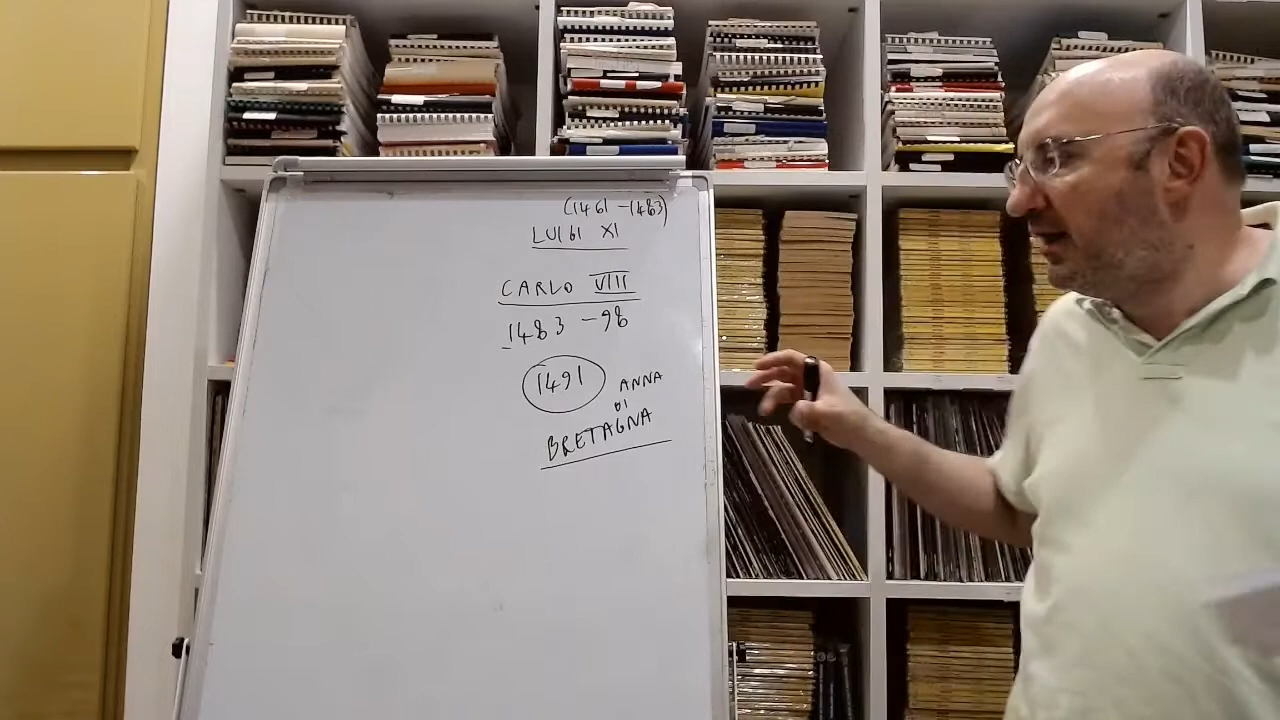 (1461-1483)
LUIGI XI
CARLO VIII
1483-98
1491
ANNA
DI
BRETAGNA